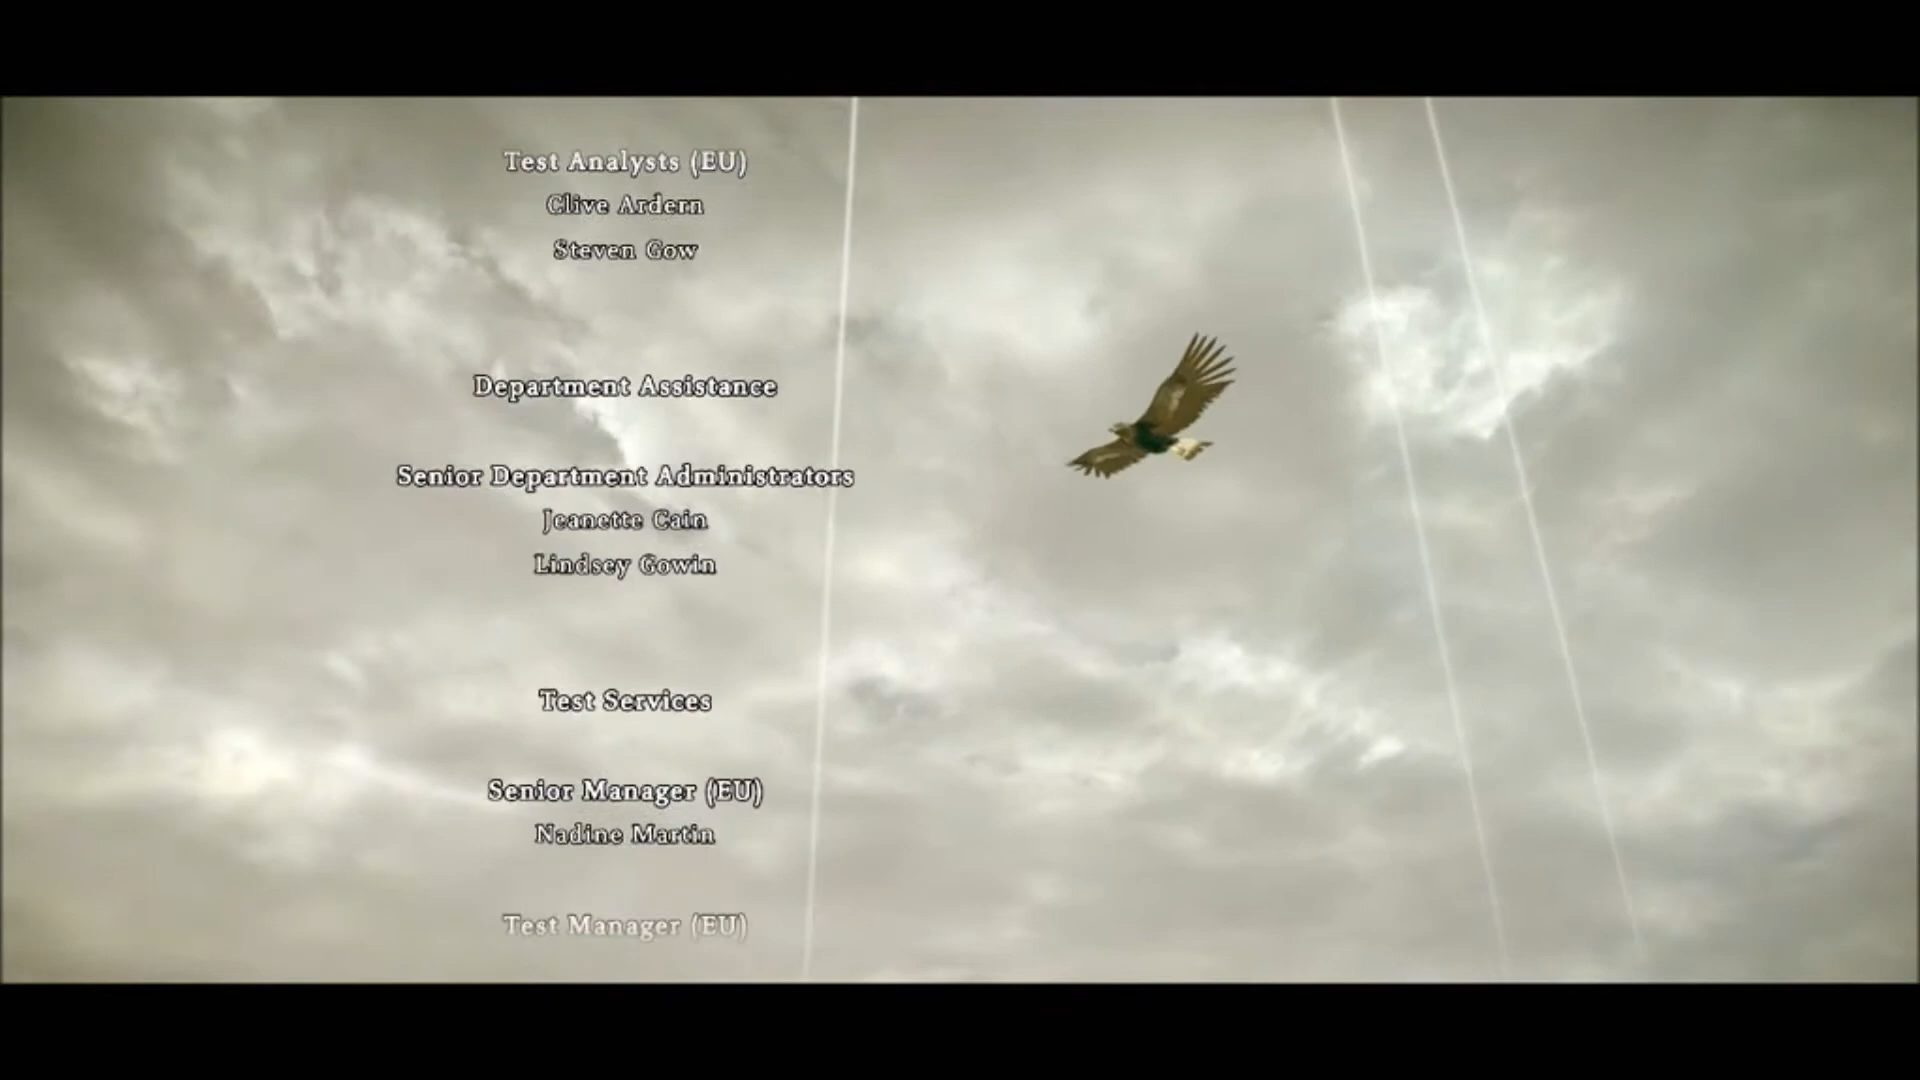 Test Analysts (EU)
Clive Ardern
Steven Gow
Department Assistance
Senior Department Administrators
Jeanette Cain
Lindsey Gowin
Test Services
Senior Manager (EU)
Nadine Martin
Test Manager (EU)